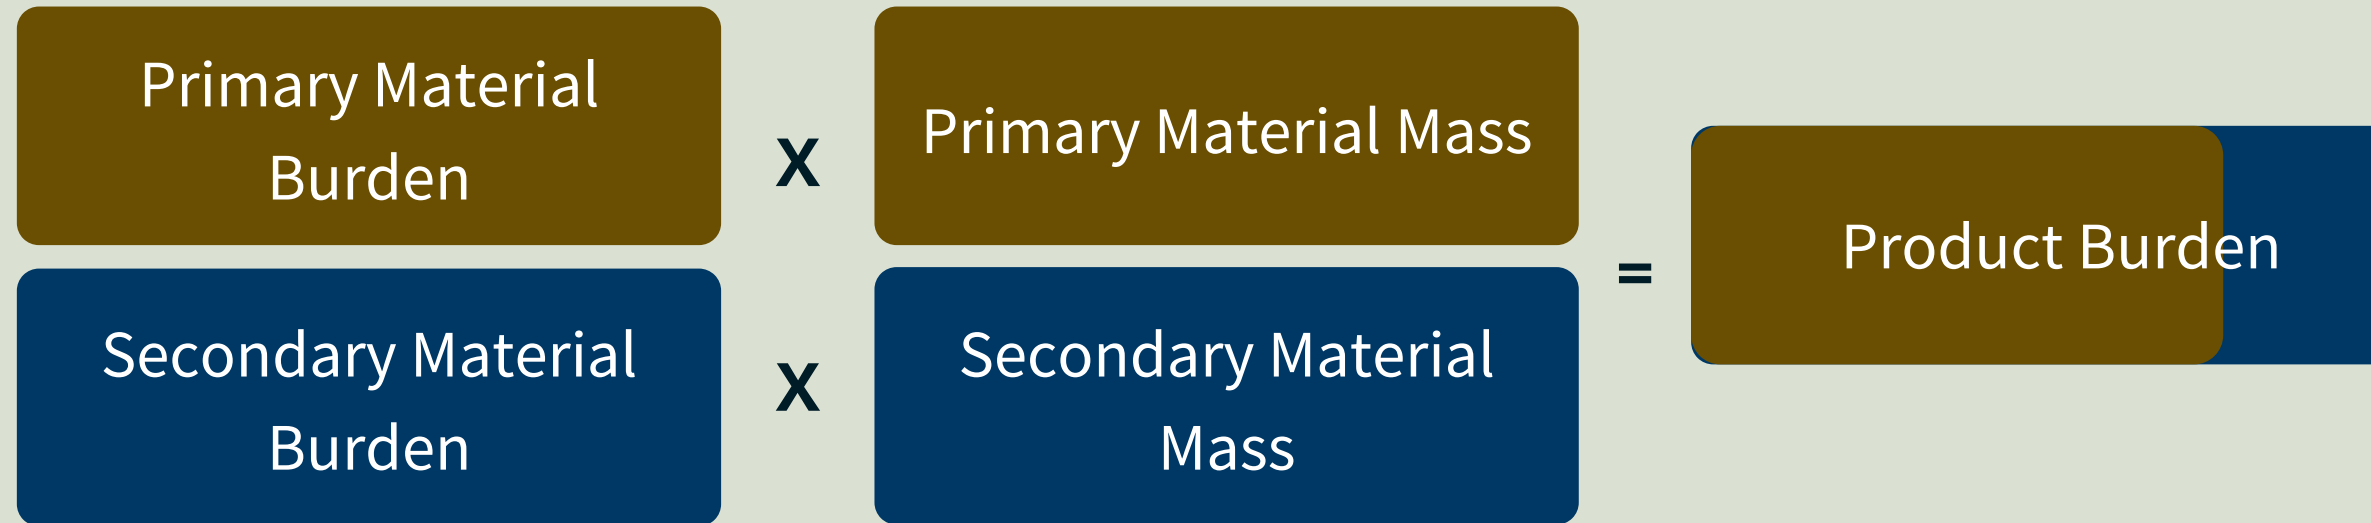 Primary Material
Burden
X
Primary Material Mass
Secondary Material
Burden
X
Secondary Material
Mass
=
Product Burden